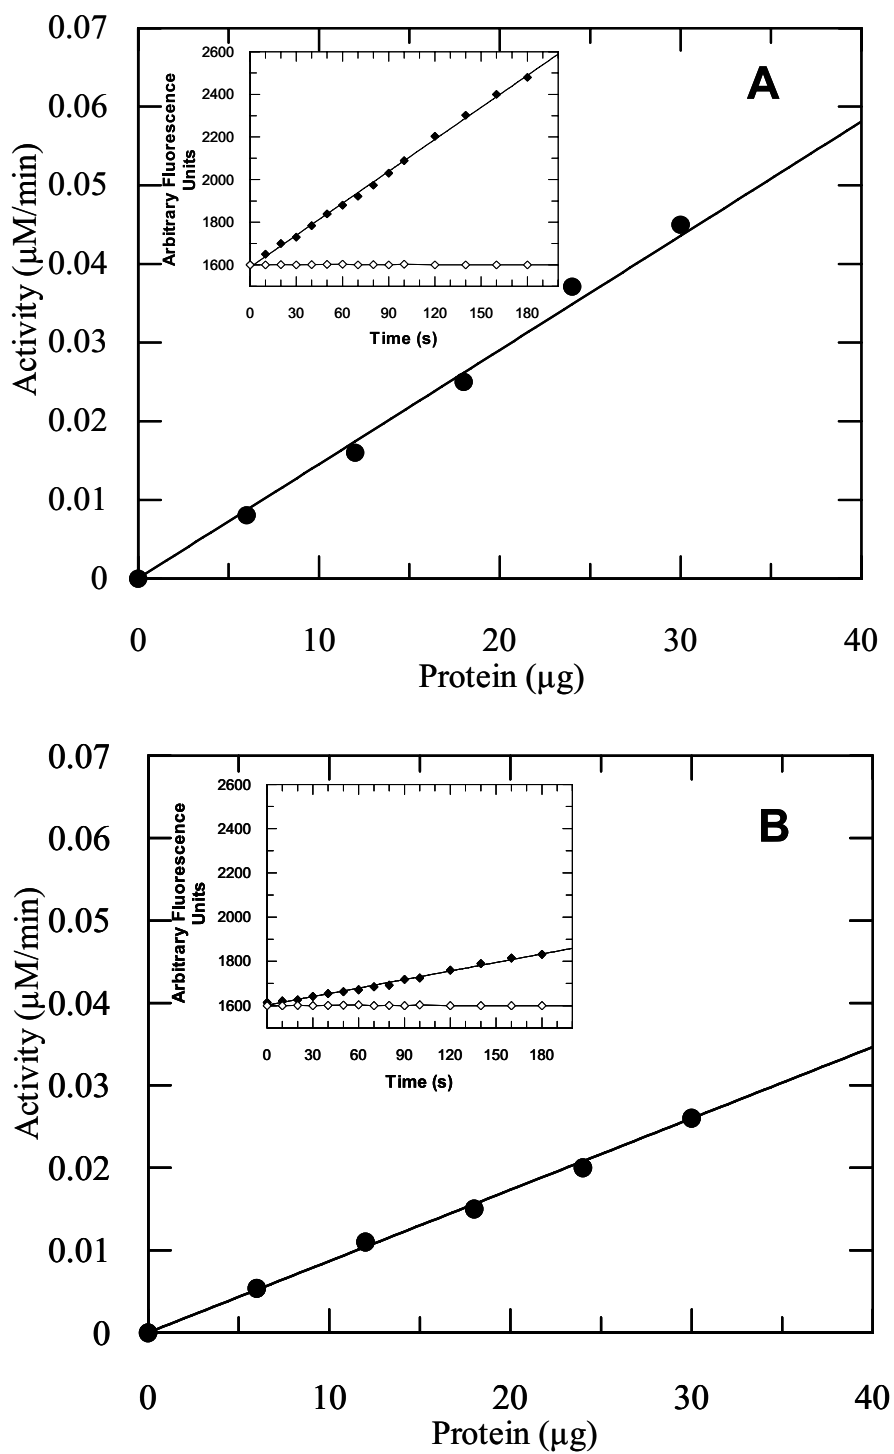 A
Activity (µM/min)
0.07
0.06
0.05
0.04
0.03
0.02
0.01
0
0 10 20 30 40
Protein (µg)
Arbitrary Fluorescence
Units
2600
2400
2200
2000
1800
1600
0 30 60 90 120 150 180
Time (s)
B
Activity (µM/min)
0.07
0.06
0.05
0.04
0.03
0.02
0.01
0
0 10 20 30 40
Protein (µg)
Arbitrary Fluorescence
Units
2600
2400
2200
2000
1800
1600
0 30 60 90 120 150 180
Time (s)